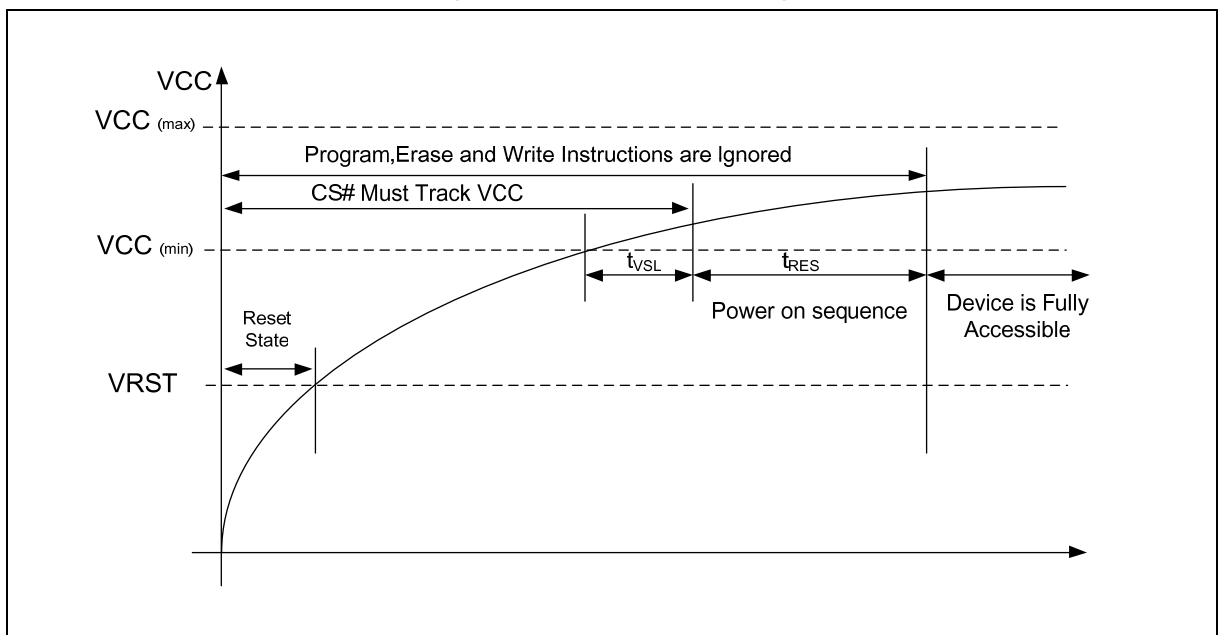 VCC
VCC (max)
Program,Erase and Write Instructions are Ignored
CS# Must Track VCC
VCC (min)
tVSL
tRES
Power on sequence
Device is Fully
Accessible
Reset
State
VRST